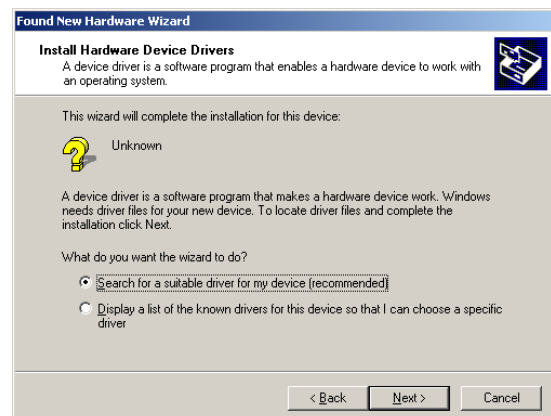 Found New Hardware Wizard
Install Hardware Device Drivers
A device driver is a software program that enables a hardware device to work with
an operating system.
This wizard will complete the installation for this device:
Unknown
A device driver is a software program that makes a hardware device work. Windows
needs driver files for your new device. To locate driver files and complete the
installation click Next.
What do you want the wizard to do?
Search for a suitable driver for my device (recommended)
Display a list of the known drivers for this device so that I can choose a specific
driver
< Back Next > Cancel